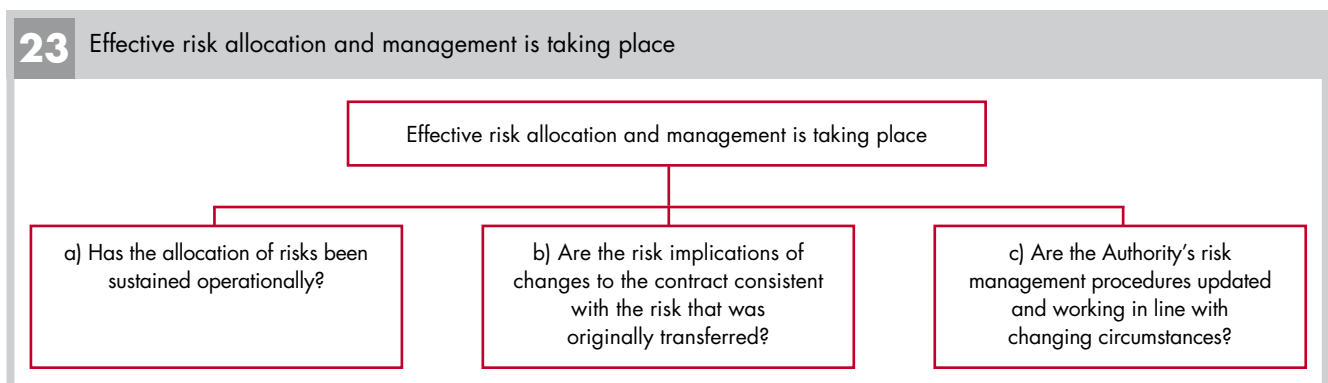 23 Effective risk allocation and management is taking place
Effective risk allocation and management is taking place
a) Has the allocation of risks been
sustained operationally?
b) Are the risk implications of
changes to the contract consistent
with the risk that was
originally transferred?
c) Are the Authority’s risk
management procedures updated
and working in line with
changing circumstances?